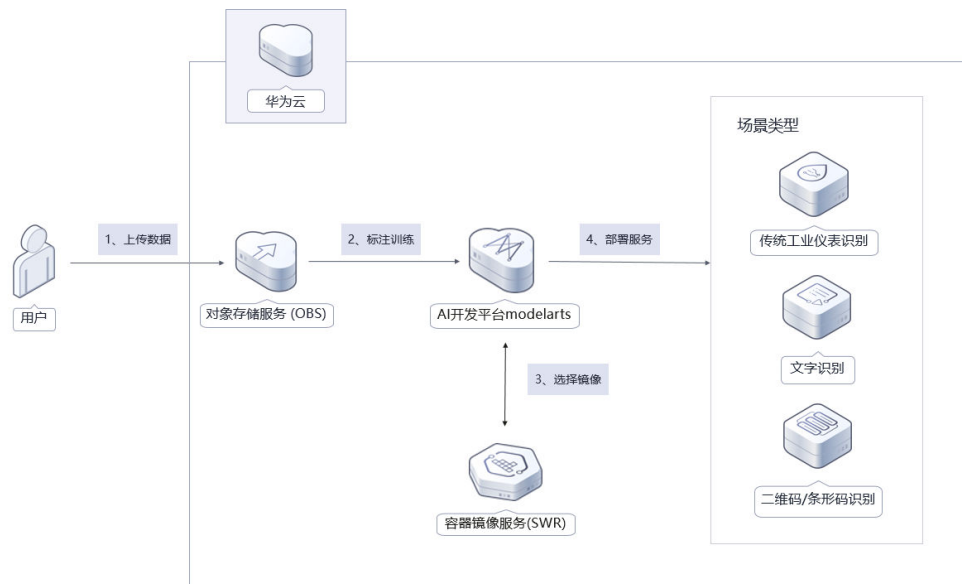 华为云
场景类型
传统工业仪表识别
1、上传数据
2、标注训练
4、部署服务
用户
对象存储服务 (OBS)
AI开发平台modelarts
文字识别
3、选择镜像
二维码/条形码识别
容器镜像服务(SWR)